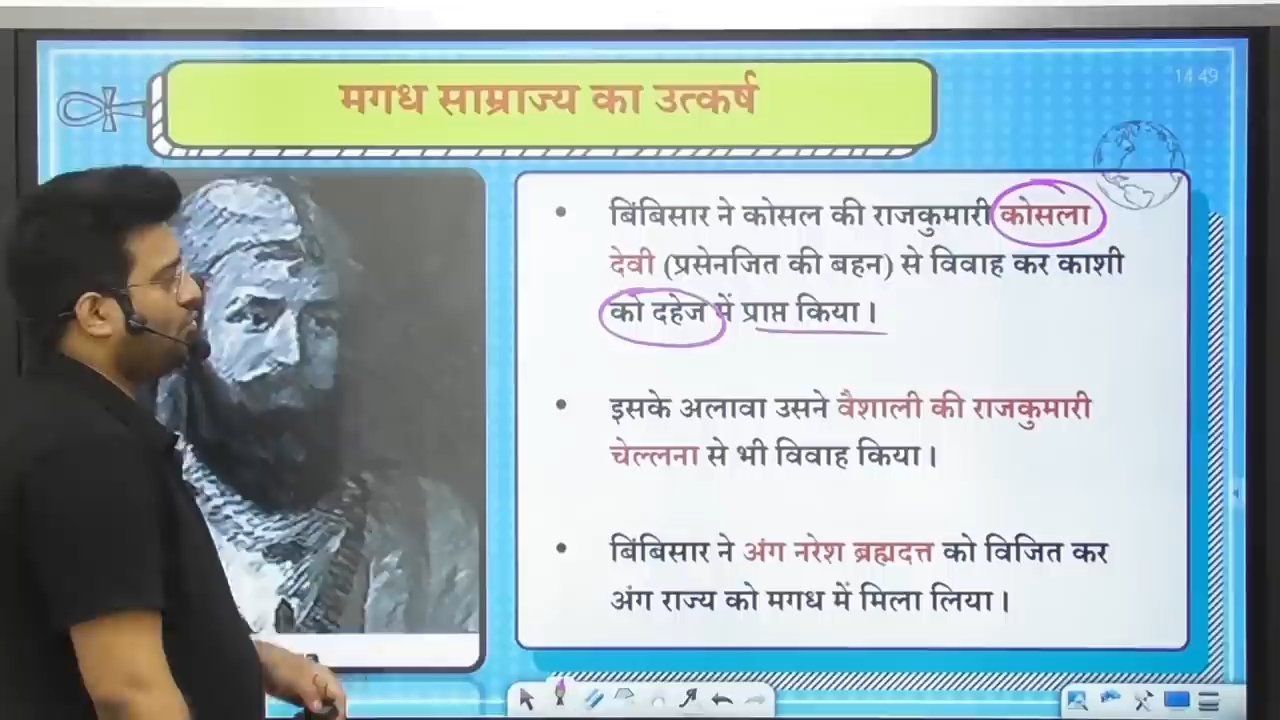 मगध साम्राज्य का उत्कर्ष
14 49
बिंबिसार ने कोसल की राजकुमारी कोसला
देवी (प्रसेनजित की बहन) से विवाह कर काशी
को दहेज में प्राप्त किया।
इसके अलावा उसने वैशाली की राजकुमारी
चेल्लना से भी विवाह किया।
बिंबिसार ने अंग नरेश ब्रह्मदत्त को विजित कर
अंग राज्य को मगध में मिला लिया।